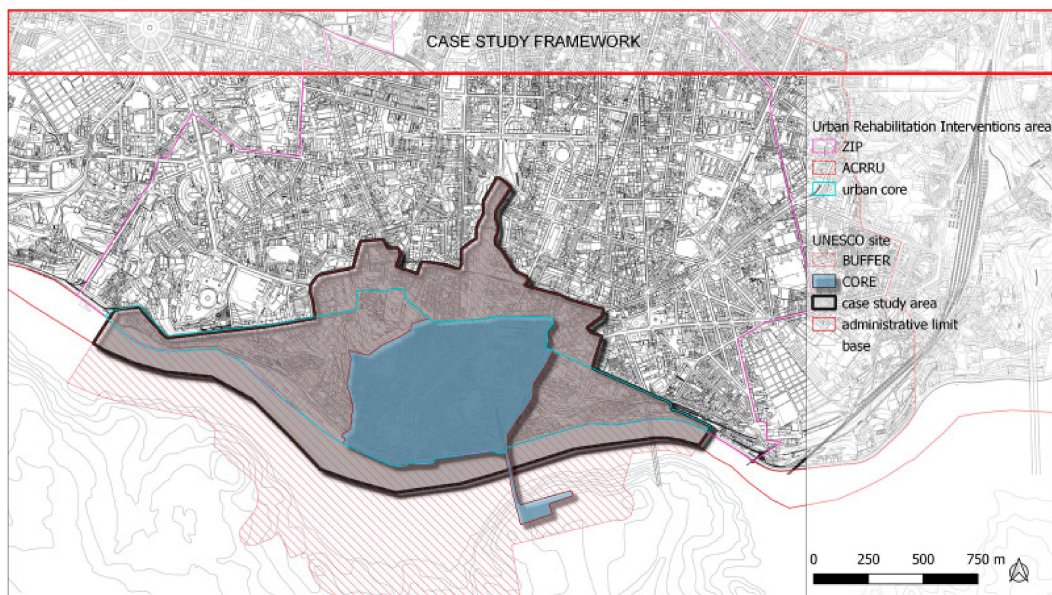 CASE STUDY FRAMEWORK
Urban Rehabilitation Interventions area
ZIP
ACRRU
urban core
UNESCO site
BUFFER
CORE
case study area
administrative limit
base
0 250 500 750 m